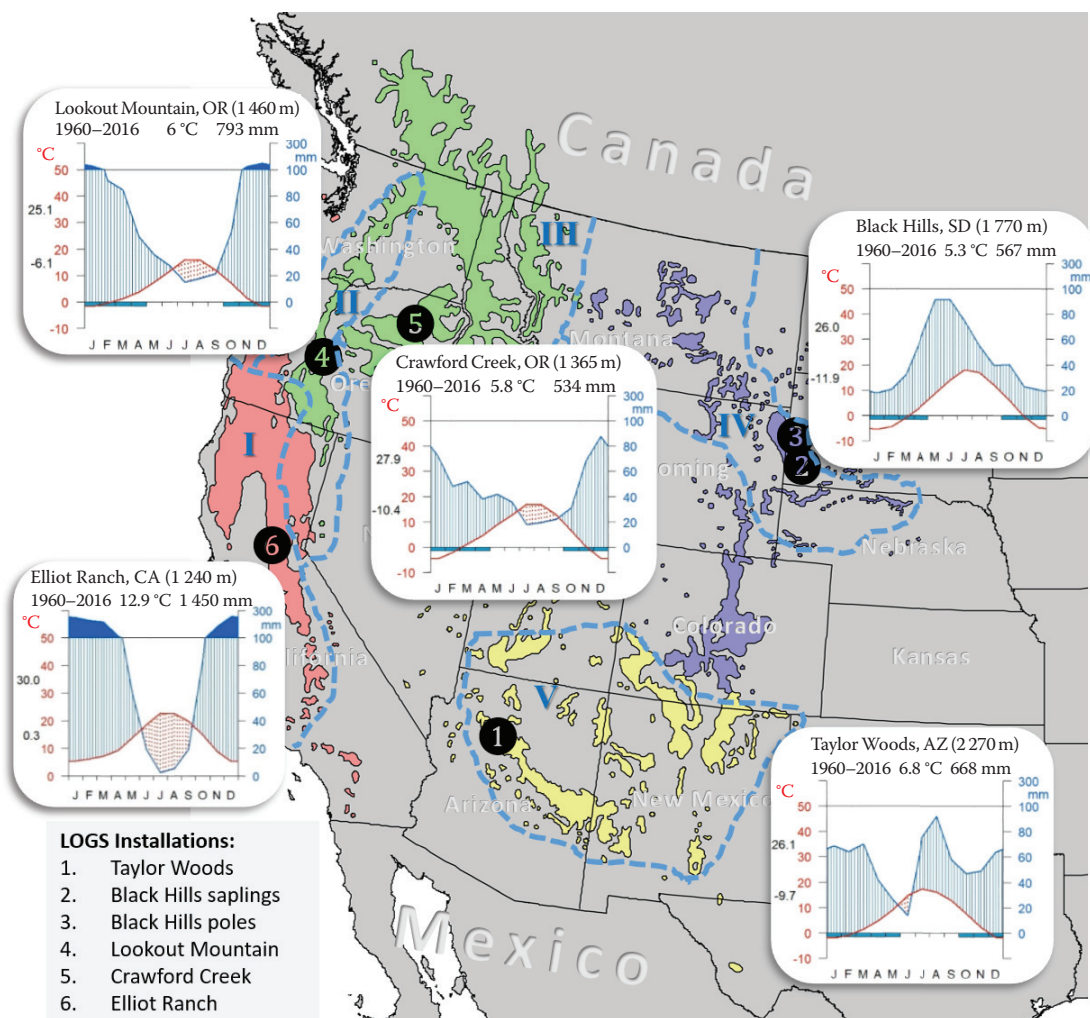 Canada
Lookout Mountain, OR (1 460 m)
1960–2016 6 °C 793 mm
°C
50
40
30
20
10
0
-10
25.1
-6.1
300
mm
100
80
60
40
20
0
J F M A M J J A S O N D
Washington
III
II
5
4
Montana
Black Hills, SD (1 770 m)
1960–2016 5.3 °C 567 mm
°C
50
40
30
20
10
0
-10
26.0
-11.9
300
mm
100
80
60
40
20
0
J F M A M J J A S O N D
Ore
Crawford Creek, OR (1 365 m)
1960–2016 5.8 °C 534 mm
°C
50
40
30
20
10
0
-10
27.9
-10.4
300
mm
100
80
60
40
20
0
J F M A M J J A S O N D
I
IV
3
2
oming
N
Nebraska
6
Elliot Ranch, CA (1 240 m)
1960–2016 12.9 °C 1 450 mm
°C
50
40
30
20
10
0
30.0
0.3
300
mm
100
80
60
40
20
0
J F M A M J J A S O N D
lifornia
Colorado
Kansas
V
1
Arizona
New Mexico
Taylor Woods, AZ (2 270 m)
1960–2016 6.8 °C 668 mm
°C
50
40
30
20
10
0
-10
26.1
-9.7
300
mm
100
80
60
40
20
0
J F M A M J J A S O N D
Mexico
LOGS Installations:
1. Taylor Woods
2. Black Hills saplings
3. Black Hills poles
4. Lookout Mountain
5. Crawford Creek
6. Elliot Ranch